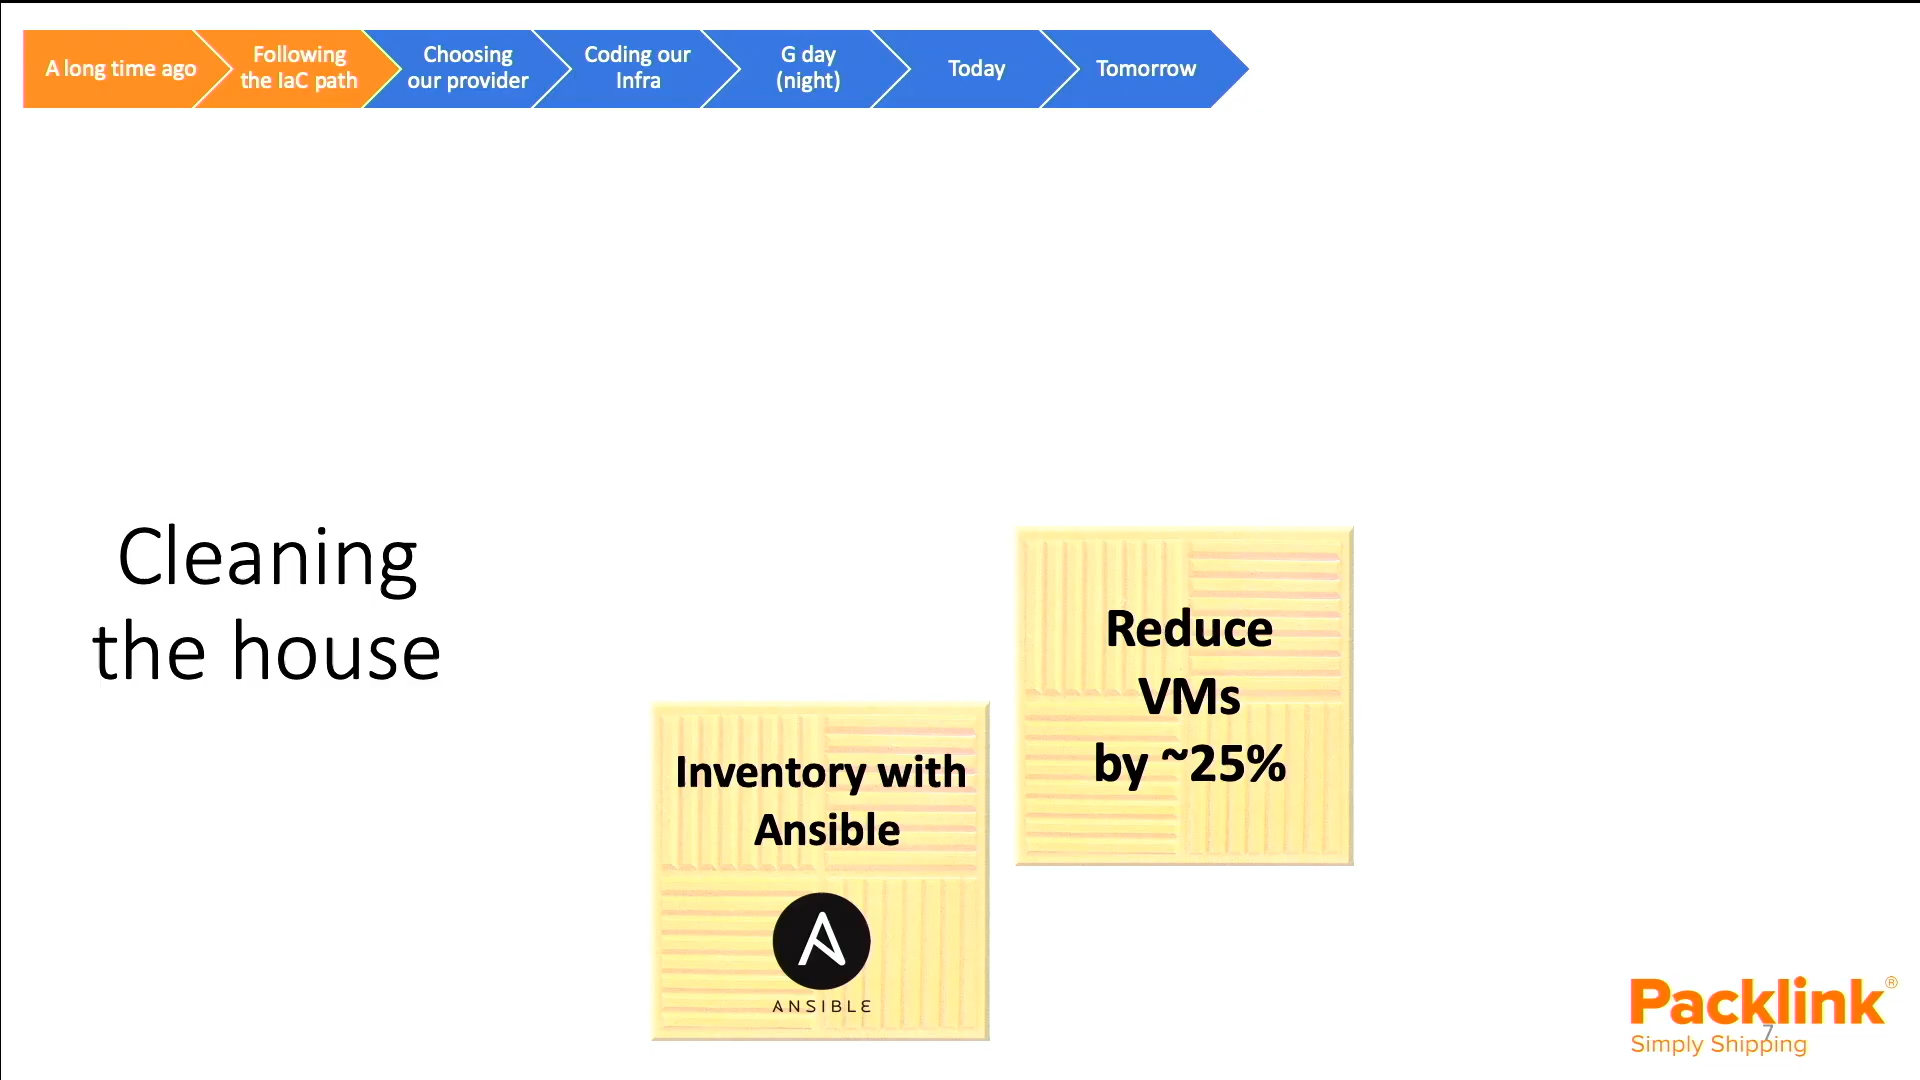 A long time ago
Following
the IaC path
Choosing
our provider
Coding our
Infra
G day
(night)
Today
Tomorrow
Cleaning
the house
Inventory with
Ansible
ANSIBLE
Reduce
VMs
by ~25%
Packlink®
Simply Shipping
7